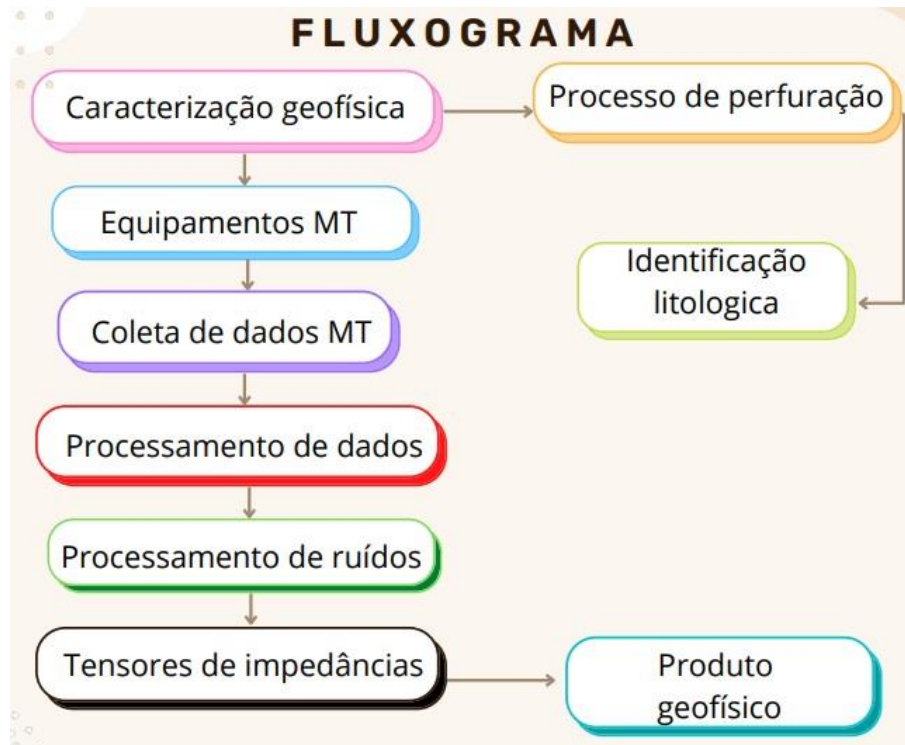 FLUXOGRAMA
Caracterização geofísica
Processo de perfuração
Equipamentos MT
Identificação
litologica
Coleta de dados MT
Processamento de dados
Processamento de ruídos
Tensores de impedâncias
Produto
geofísico